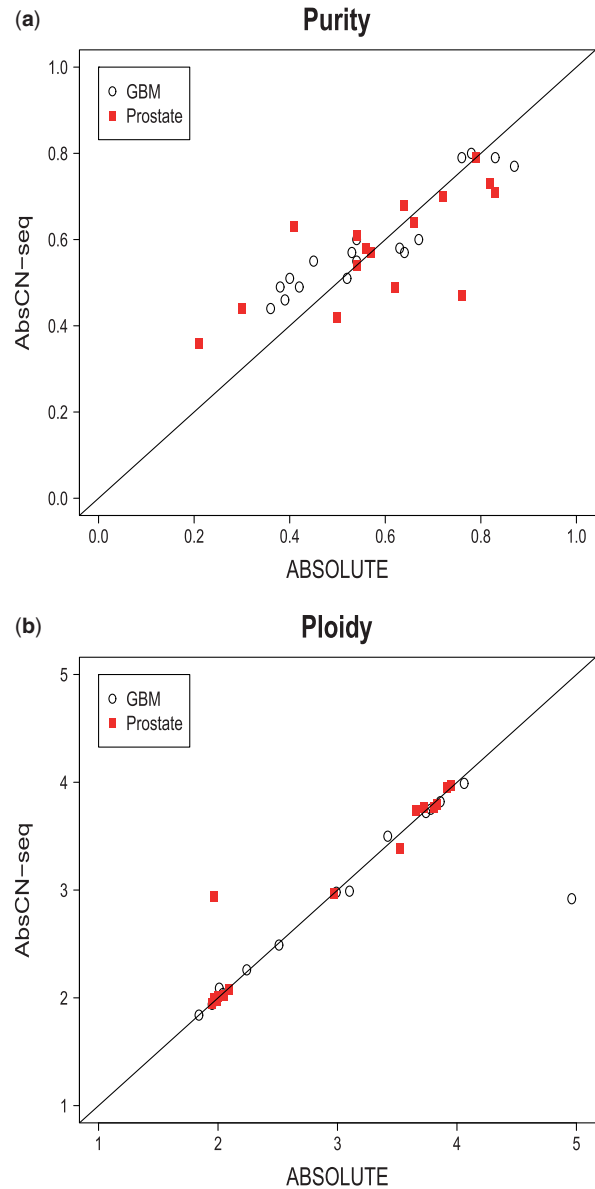 (a)
Purity
GBM
Prostate
1.0
0.8
0.6
0.4
0.2
0.0
AbsCN-seq
0.0 0.2 0.4 0.6 0.8 1.0
ABSOLUTE
(b)
Ploidy
GBM
Prostate
5
4
3
2
1
AbsCN-seq
1 2 3 4 5
ABSOLUTE